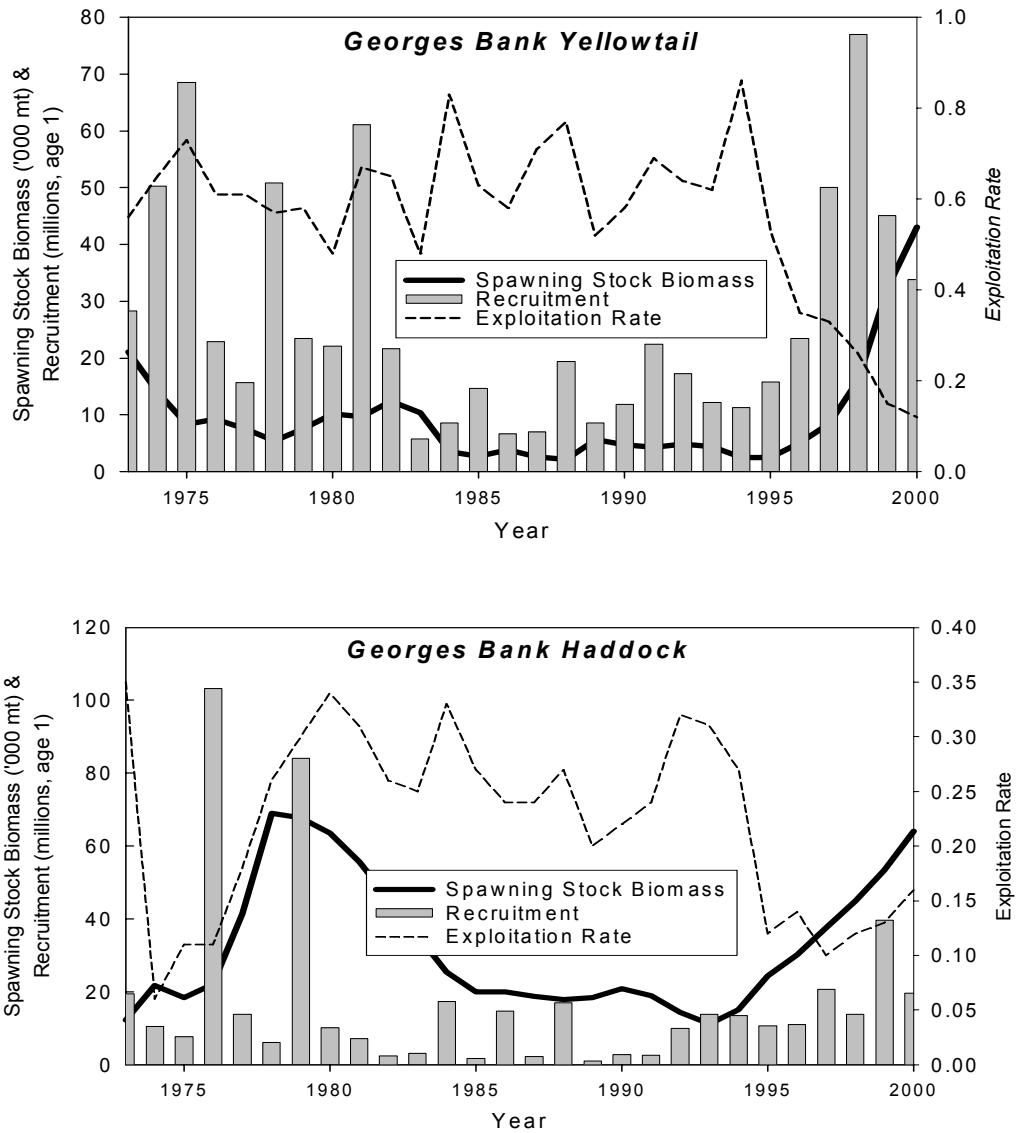 Georges Bank Yellowtail
Spawning Stock Biomass ('000 mt) &
Recruitment (millions, age 1)
80
70
60
50
40
30
20
10
0
1.0
0.8
0.6
0.4
0.2
0.0
Exploitation Rate
Spawning Stock Biomass
Recruitment
Exploitation Rate
1975 1980 1985 1990 1995 2000
Year
Georges Bank Haddock
Spawning Stock Biomass ('000 mt) &
Recruitment (millions, age 1)
120
100
80
60
40
20
0
0.40
0.35
0.30
0.25
0.20
0.15
0.10
0.05
0.00
Exploitation Rate
Spawning Stock Biomass
Recruitment
Exploitation Rate
1975 1980 1985 1990 1995 2000
Year